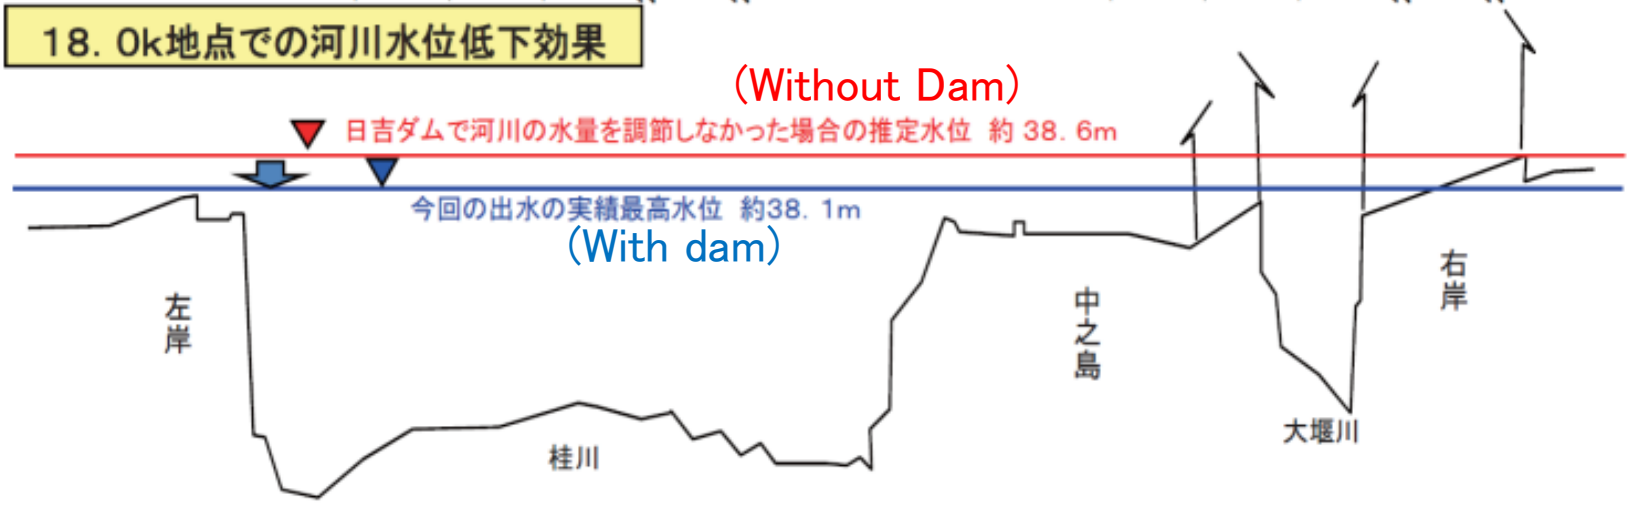 18. 0k地点での河川水位低下効果
(Without Dam)
日吉ダムで河川の水量を調節しなかった場合の推定水位 約 38. 6m
今回の出水の実績最高水位 約38. 1m
(With dam)
左岸
桂川
中之島
大堰川
右岸